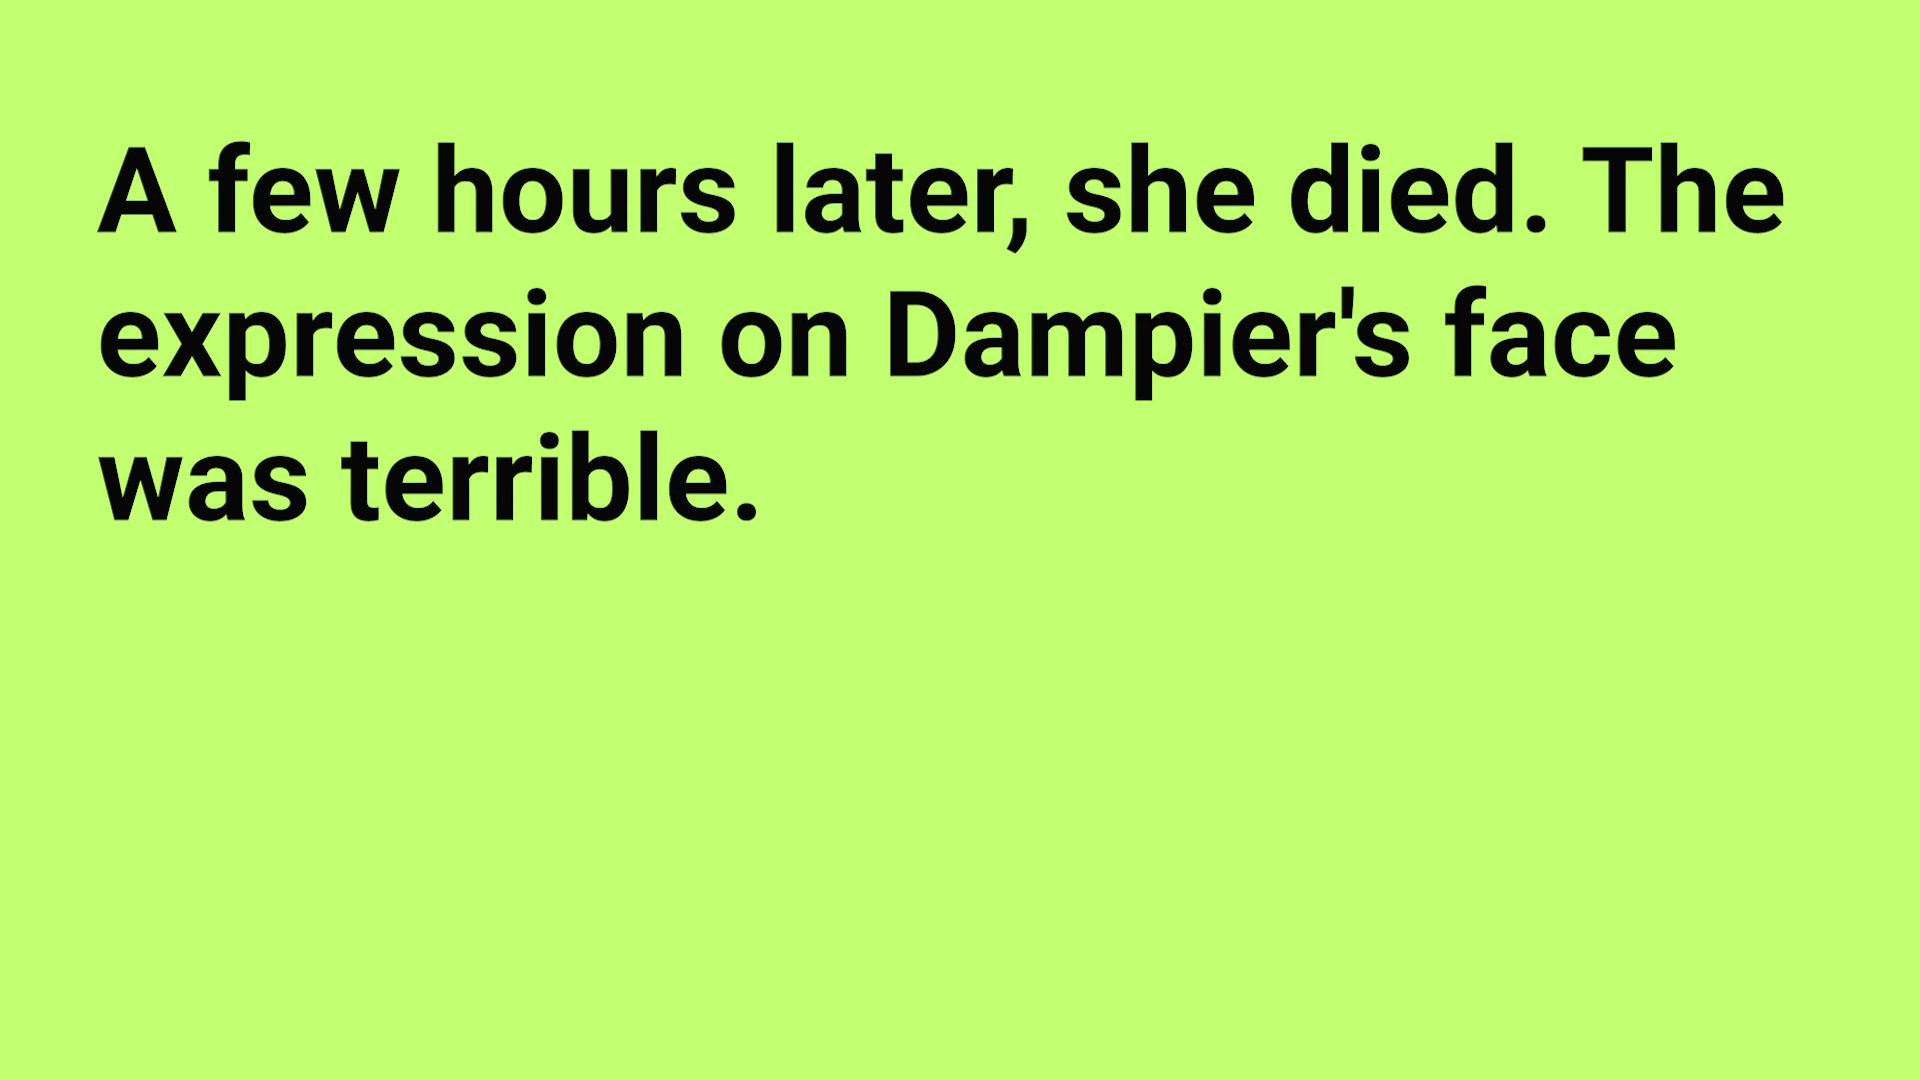 A few hours later, she died. The
expression on Dampier's face
was terrible.